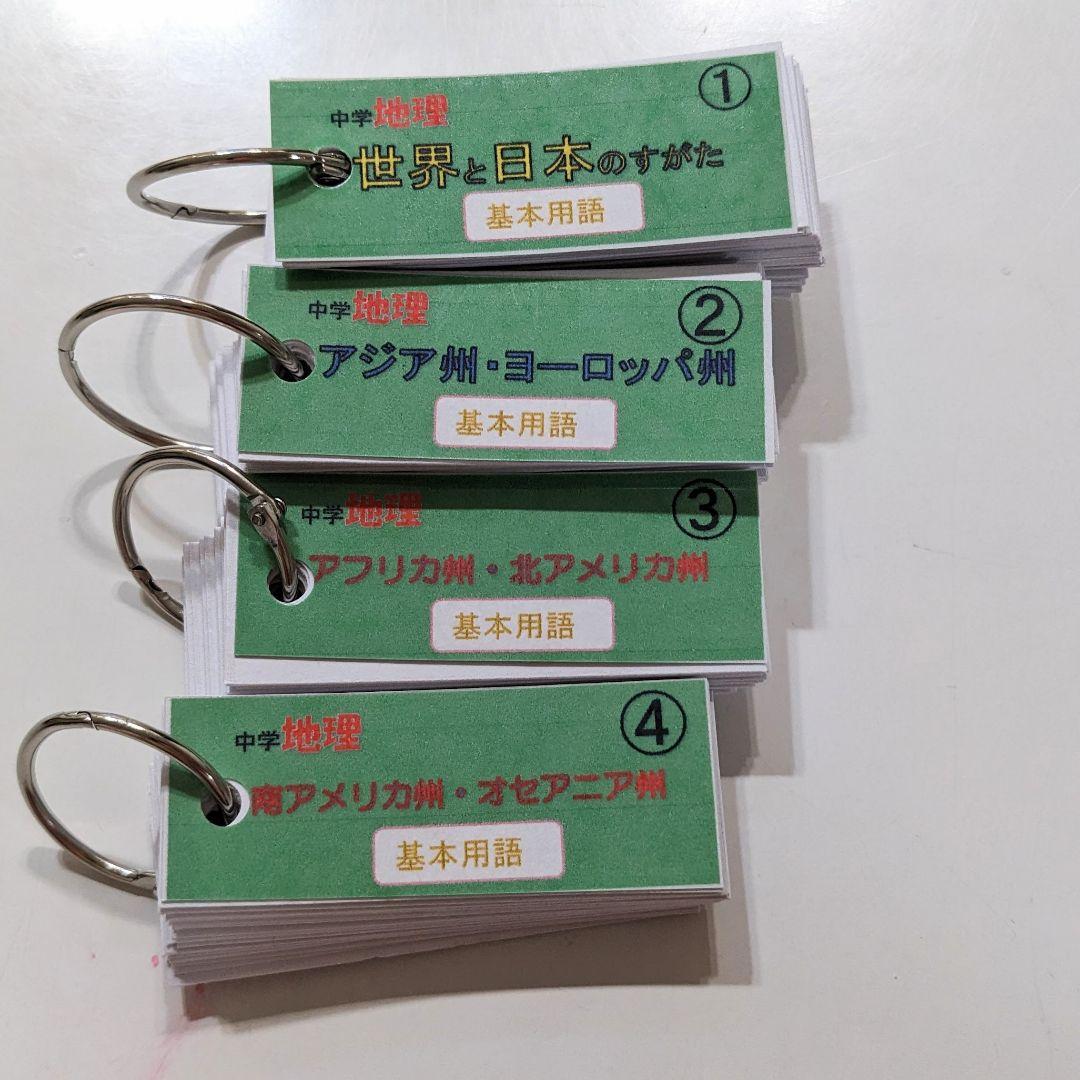 ①
中学地理
世界と日本のすがた
基本用語
②
中学地理
アジア州・ヨーロッパ州
基本用語
③
中学地理
アフリカ州・北アメリカ州
基本用語
④
中学地理
南アメリカ州・オセアニア州
基本用語